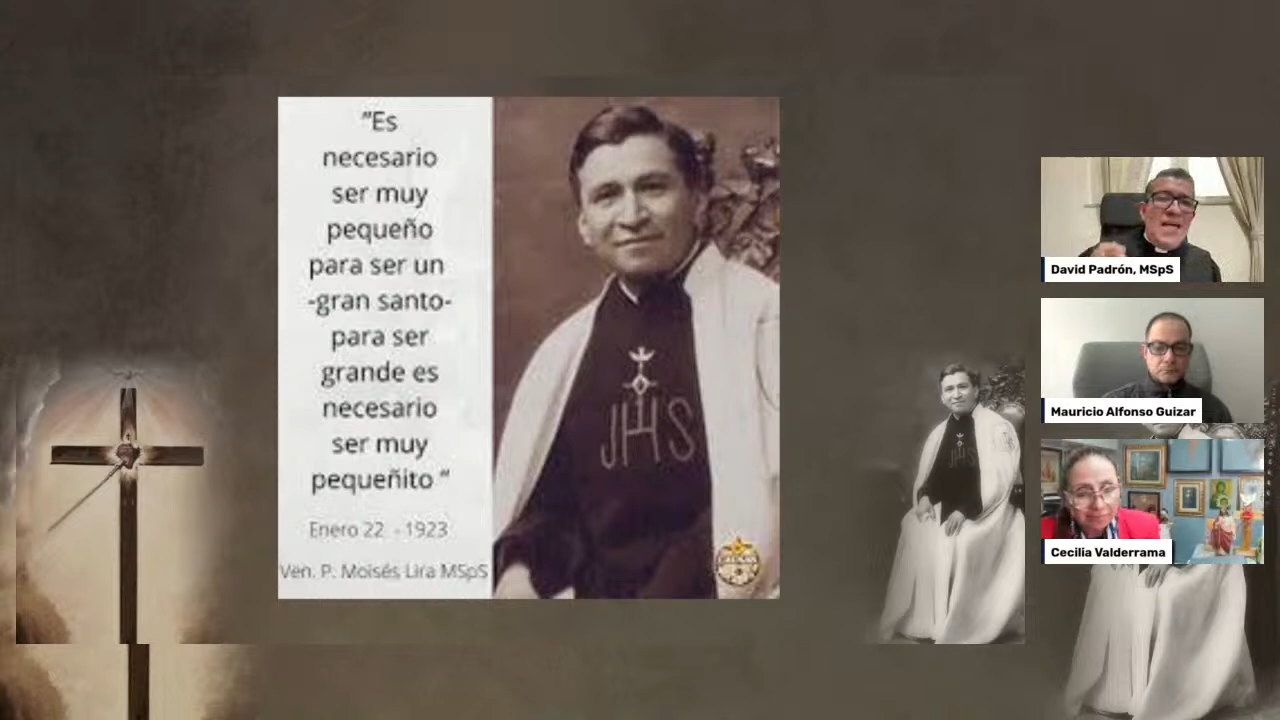 "Es
necesario
ser muy
pequeño
para ser un
-gran santo-
para ser
grande es
necesario
ser muy
pequeñito "
Enero 22 - 1923
Ven. P. Moisés Lira MSpS
JHS
David Padrón, MSpS
Mauricio Alfonso Guizar
Cecilia Valderrama